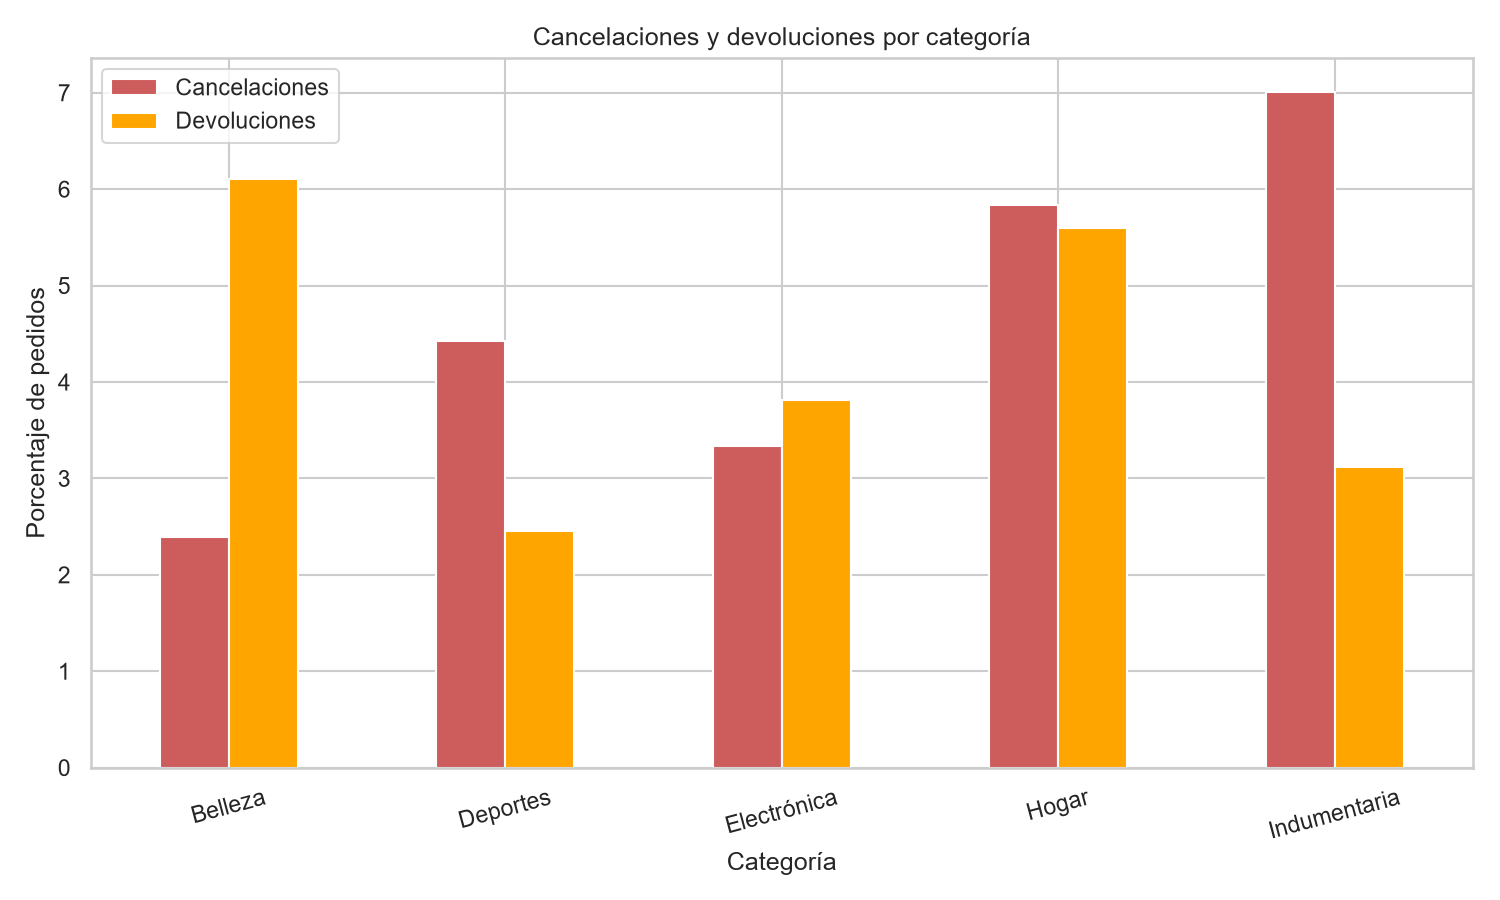 Cancelaciones y devoluciones por categoría
Cancelaciones
Devoluciones
Porcentaje de pedidos
7
6
5
4
3
2
1
0
Belleza
Deportes
Electrónica
Hogar
Indumentaria
Categoría